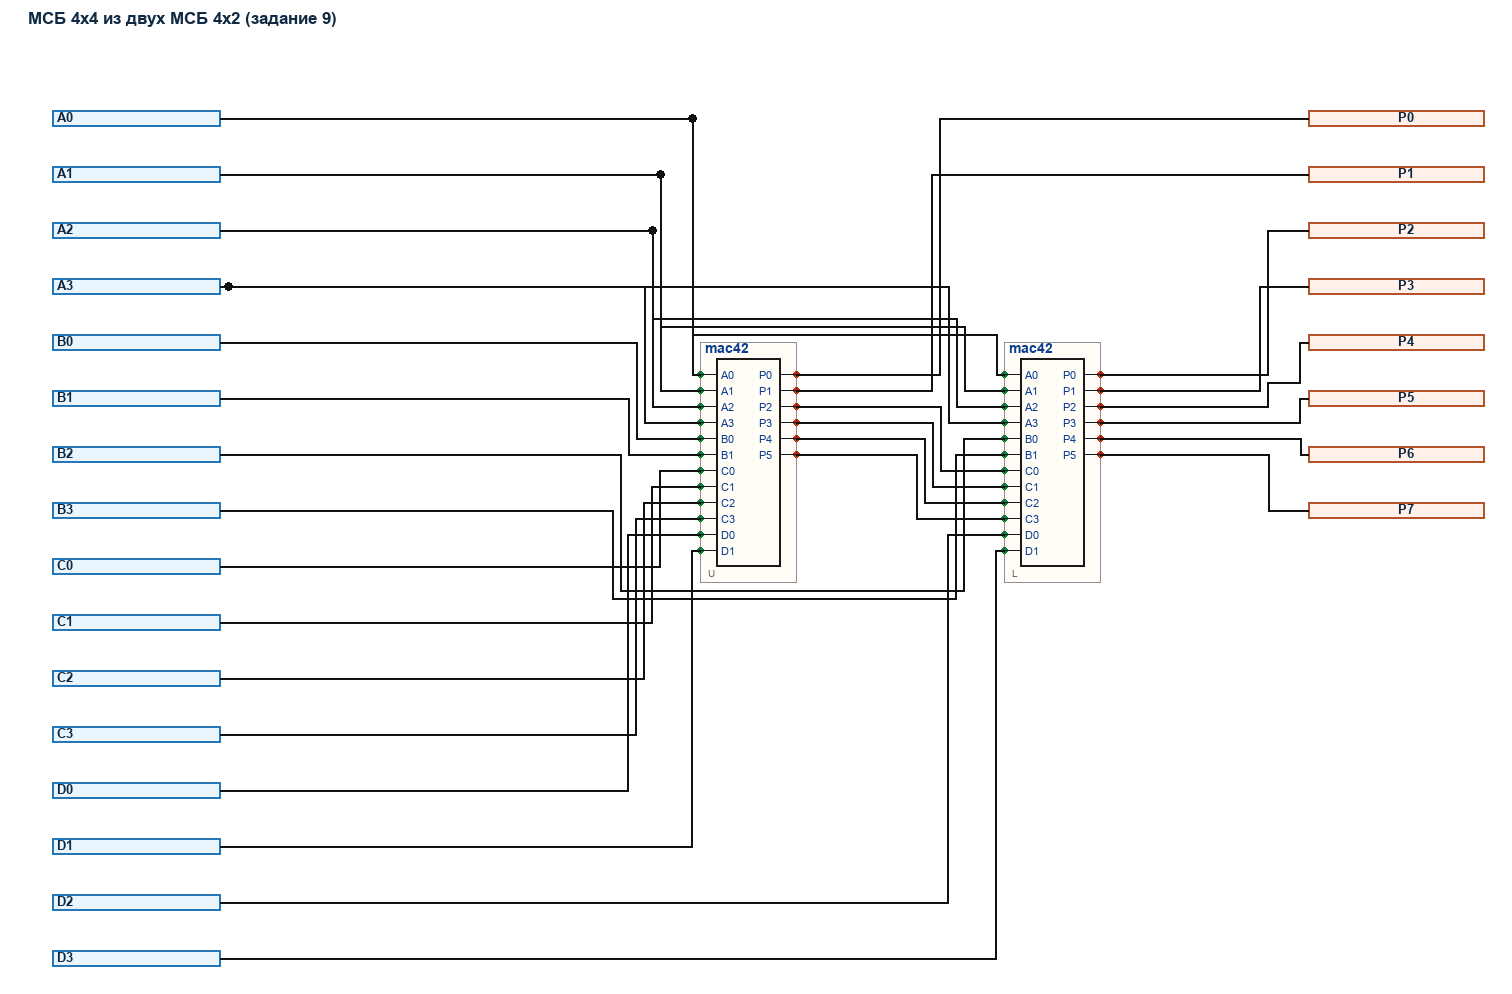 МСБ 4x4 из двух МСБ 4x2 (задание 9)
A0
P0
A1
P1
A2
P2
A3
P3
B0
P4
B1
P5
B2
P6
B3
P7
C0
C1
C2
C3
D0
D1
D2
D3
mac42
A0 P0
A1 P1
A2 P2
A3 P3
B0 P4
B1 P5
C0
C1
C2
C3
D0
D1
U
mac42
A0 P0
A1 P1
A2 P2
A3 P3
B0 P4
B1 P5
C0
C1
C2
C3
D0
D1
L